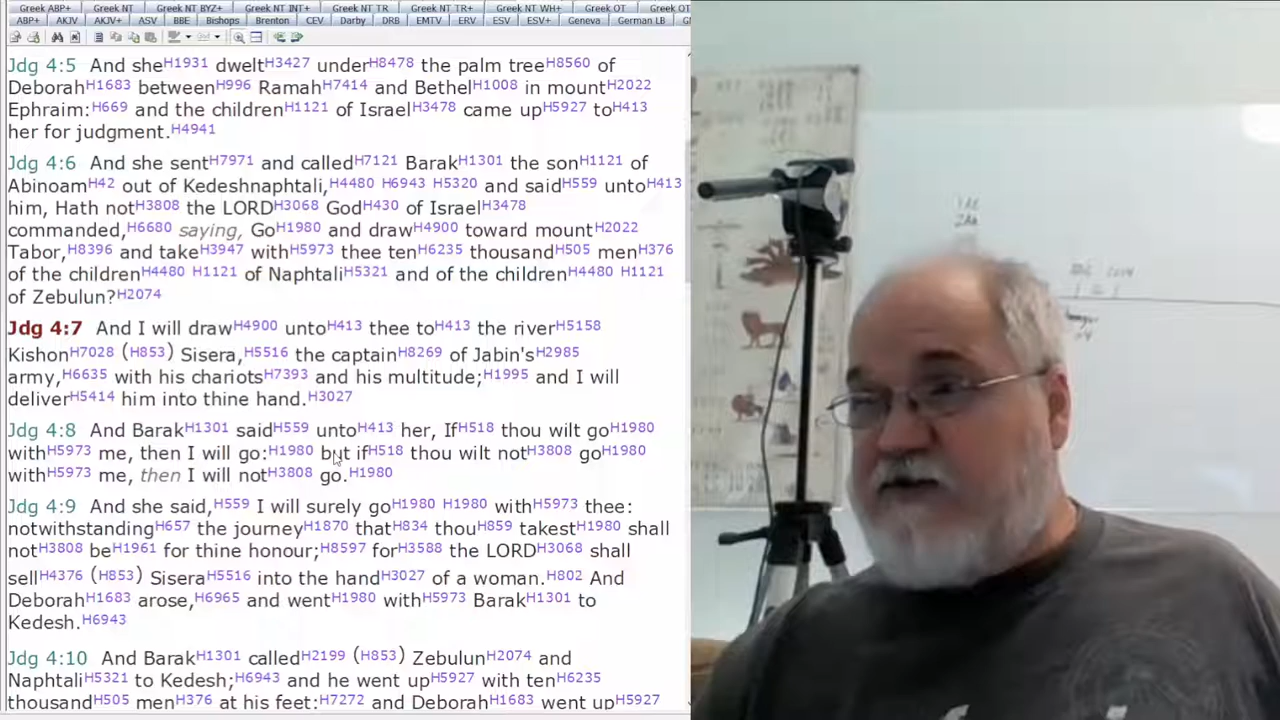 Greek ABP+ Greek NT Greek NT BYZ+ Greek NT INT+ Greek NT TR Greek NT TR+ Greek NT WH+ Greek OT Greek OT
ABP+ AKJV AKJV+ ASV BBE Bishops Brenton CEV Darby DRB EMTV ERV ESV ESV+ Geneva German LB
Jdg 4:5 And sheH1931 dweltH3427 underH8478 the palm treeH8560 of
DeborahH1683 betweenH996 RamahH7414 and BethelH1008 in mountH2022
Ephraim:H669 and the childrenH1121 of IsraelH3478 came upH5927 toH413
her for judgment.H4941
Jdg 4:6 And she sentH7971 and calledH7121 BarakH1301 the sonH1121 of
AbinoamH42 out of Kedeshnaphtali,H4480 H6943 H5320 and saidH559 untoH413
him, Hath notH3808 the LORDH3068 GodH430 of IsraelH3478
commanded,H6680 saying, GoH1980 and drawH4900 toward mountH2022
Tabor,H8396 and takeH3947 withH5973 thee tenH6235 thousandH505 menH376
of the childrenH4480 H1121 of NaphtaliH5321 and of the childrenH4480 H1121
of Zebulun?H2074
Jdg 4:7 And I will drawH4900 untoH413 thee toH413 the riverH5158
KishonH7028 (H853) Sisera,H5516 the captainH8269 of Jabin'sH2985
army,H6635 with his chariotsH7393 and his multitude;H1995 and I will
deliverH5414 him into thine hand.H3027
Jdg 4:8 And BarakH1301 saidH559 untoH413 her, IfH518 thou wilt goH1980
withH5973 me, then I will go:H1980 but ifH518 thou wilt notH3808 goH1980
withH5973 me, then I will notH3808 go.H1980
Jdg 4:9 And she said,H559 I will surely goH1980 H1980 withH5973 thee:
notwithstandingH657 the journeyH1870 thatH834 thouH859 takestH1980 shall
notH3808 beH1961 for thine honour;H8597 forH3588 the LORDH3068 shall
sellH4376 (H853) SiseraH5516 into the handH3027 of a woman.H802 And
DeborahH1683 arose,H6965 and wentH1980 withH5973 BarakH1301 to
Kedesh.H6943
Jdg 4:10 And BarakH1301 calledH2199 (H853) ZebulunH2074 and
NaphtaliH5321 to Kedesh;H6943 and he went upH5927 with tenH6235
thousandH505 menH376 at his feet:H7272 and DeborahH1683 went upH5927